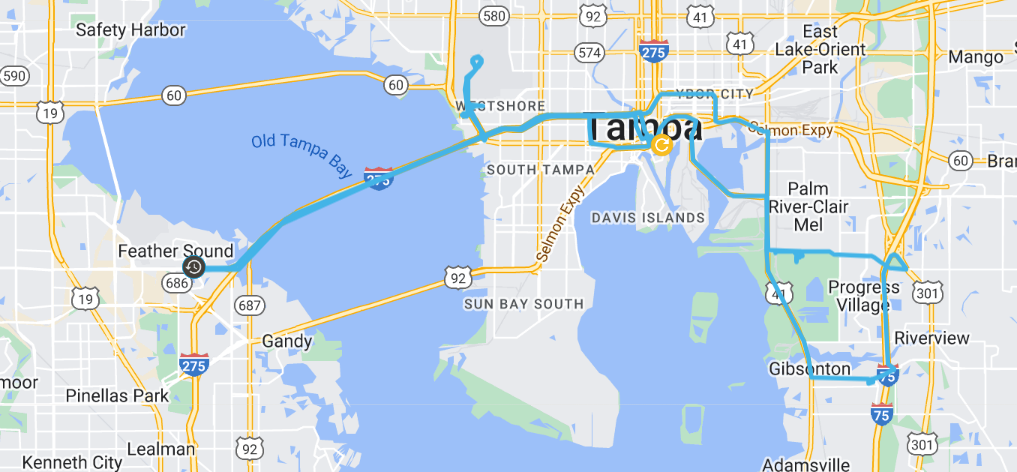 580
92
41
Safety Harbor
East
Lake-Orient
Park
275
574
41
Mango
590
60
60
19
WESTSHORE
YBOR CITY
Tampa
Selmon Expy
Old Tampa Bay
60
Bran
275
SOUTH TAMPA
Palm
River-Clair
Mel
Selmon Expy
DAVIS ISLANDS
Feather Sound
686
92
19
687
SUN BAY SOUTH
41
Progress
Village
301
Gandy
Riverview
275
Gibsonton
75
moor
Pinellas Park
75
Lealman
92
301
Kenneth City
Adamsville